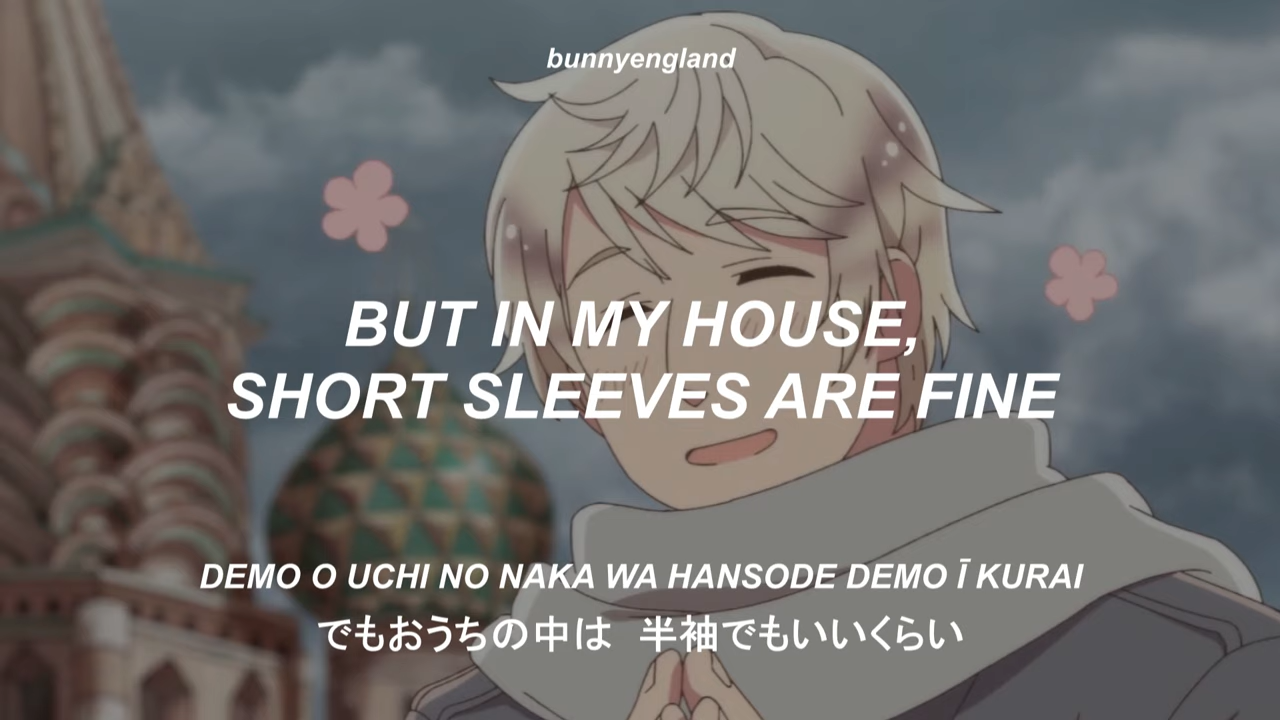 bunnyengland
BUT IN MY HOUSE,
SHORT SLEEVES ARE FINE
DEMO O UCHI NO NAKA WA HANSODE DEMO Ī KURAI
でもおうちの中は　半袖でもいいくらい